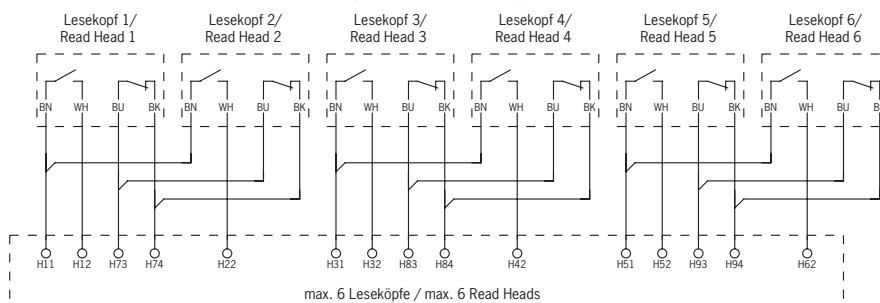 Lesekopf 1/ Lesekopf 2/ Lesekopf 3/ Lesekopf 4/ Lesekopf 5/ Lesekopf 6/
Read Head 1 Read Head 2 Read Head 3 Read Head 4 Read Head 5 Read Head 6
BN WH BU BK BN WH BU BK BN WH BU BK BN WH BU BK BN WH BU BK BN WH BU
H11 H12 H73 H74 H22 H31 H32 H83 H84 H42 H51 H52 H93 H94 H62
max. 6 Leseköpfe / max. 6 Read Heads